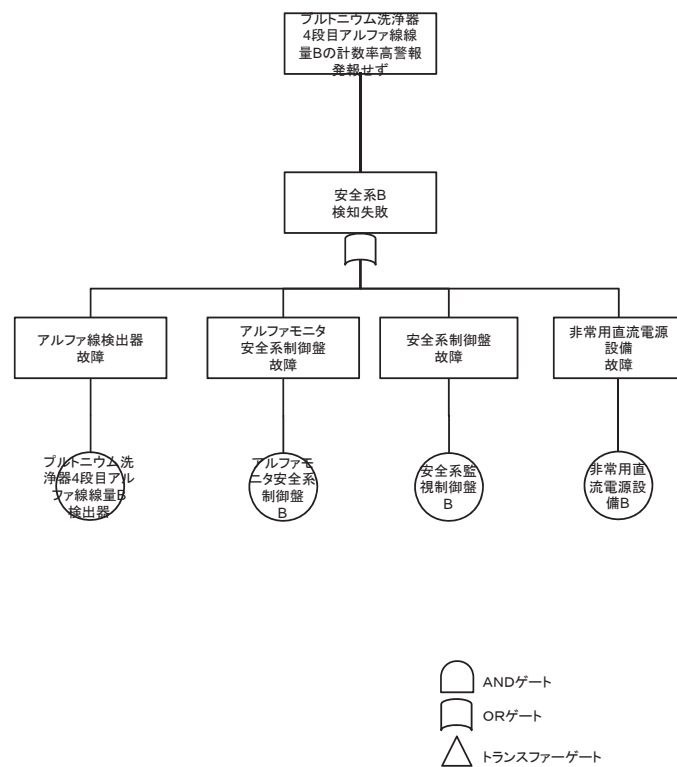 プルトニウム洗浄器
4段目アルファ線線
量Bの計数率高警報
発報せず
安全系B
検知失敗
アルファ線検出器
故障
アルファモニタ
安全系制御盤
故障
安全系制御盤
故障
非常用直流電源
設備
故障
プルトニウム洗
浄器4段目アル
ファ線線量B
検出器
アルファモ
ニタ安全系
制御盤
B
安全系監
視制御盤
B
非常用直
流電源設
備B
ANDゲート
ORゲート
トランスファーゲート